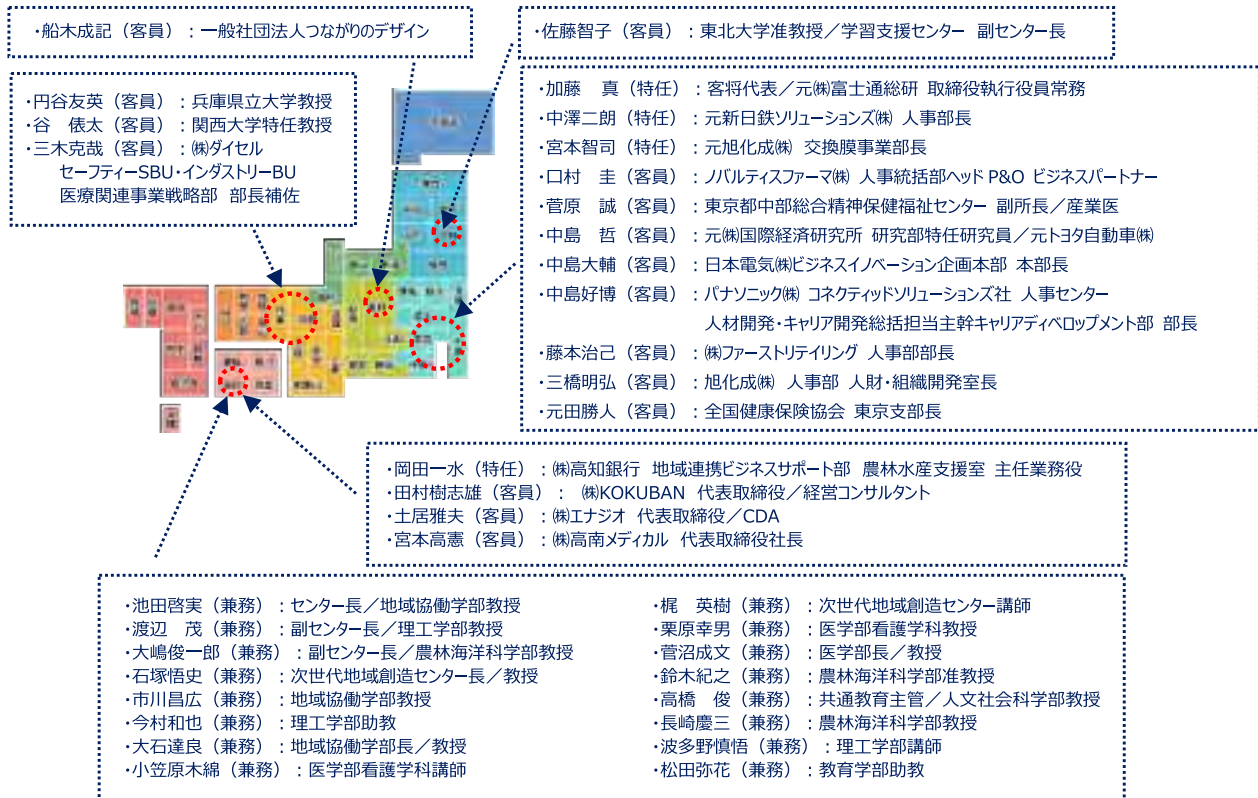 ・船木成記（客員）：一般社団法人つながりのデザイン
・佐藤智子（客員）：東北大学准教授／学習支援センター 副センター長
・円谷友英（客員）：兵庫県立大学教授
・谷　俵太（客員）：関西大学特任教授
・三木克哉（客員）：㈱ダイセル
セーフティーSBU・インダストリーBU
医療関連事業戦略部 部長補佐
・加藤　真（特任）：客将代表／元㈱富士通総研 取締役執行役員常務
・中澤二朗（特任）：元新日鉄ソリューションズ㈱ 人事部長
・宮本智司（特任）：元旭化成㈱ 交換膜事業部長
・口村　圭（客員）：ノバルティスファーマ㈱ 人事統括部ヘッド P&O ビジネスパートナー
・菅原　誠（客員）：東京都中部総合精神保健福祉センター 副所長／産業医
・中島　哲（客員）：元㈱国際経済研究所 研究部特任研究員／元トヨタ自動車㈱
・中島大輔（客員）：日本電気㈱ビジネスイノベーション企画本部 本部長
・中島好博（客員）：パナソニック㈱ コネクティッドソリューションズ社 人事センター
人材開発・キャリア開発総括担当主幹キャリアディベロップメント部 部長
・藤本治己（客員）：㈱ファーストリテイリング 人事部部長
・三橋明弘（客員）：旭化成㈱ 人事部 人財・組織開発室長
・元田勝人（客員）：全国健康保険協会 東京支部長
・岡田一水（特任）：㈱高知銀行 地域連携ビジネスサポート部 農林水産支援室 主任業務役
・田村樹志雄（客員）： ㈱KOKUBAN 代表取締役／経営コンサルタント
・土居雅夫（客員）：㈱エナジオ 代表取締役／CDA
・宮本高憲（客員）：㈱高南メディカル 代表取締役社長
・池田啓実（兼務）：センター長／地域協働学部教授
・渡辺　茂（兼務）：副センター長／理工学部教授
・大嶋俊一郎（兼務）：副センター長／農林海洋科学部教授
・石塚悟史（兼務）：次世代地域創造センター長／教授
・市川昌広（兼務）：地域協働学部教授
・今村和也（兼務）：理工学部助教
・大石達良（兼務）：地域協働学部長／教授
・小笠原木綿（兼務）：医学部看護学科講師
・梶　英樹（兼務）：次世代地域創造センター講師
・栗原幸男（兼務）：医学部看護学科教授
・菅沼成文（兼務）：医学部長／教授
・鈴木紀之（兼務）：農林海洋科学部准教授
・高橋　俊（兼務）：共通教育主管／人文社会科学部教授
・長崎慶三（兼務）：農林海洋科学部教授
・波多野慎悟（兼務）：理工学部講師
・松田弥花（兼務）：教育学部助教